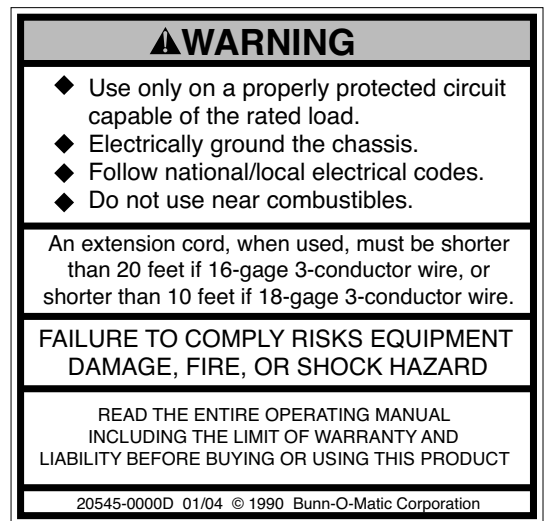 WARNING
◆ Use only on a properly protected circuit
capable of the rated load.
◆ Electrically ground the chassis.
◆ Follow national/local electrical codes.
◆ Do not use near combustibles.
An extension cord, when used, must be shorter
than 20 feet if 16-gage 3-conductor wire, or
shorter than 10 feet if 18-gage 3-conductor wire.
FAILURE TO COMPLY RISKS EQUIPMENT
DAMAGE, FIRE, OR SHOCK HAZARD
READ THE ENTIRE OPERATING MANUAL
INCLUDING THE LIMIT OF WARRANTY AND
LIABILITY BEFORE BUYING OR USING THIS PRODUCT
20545-0000D 01/04 © 1990 Bunn-O-Matic Corporation